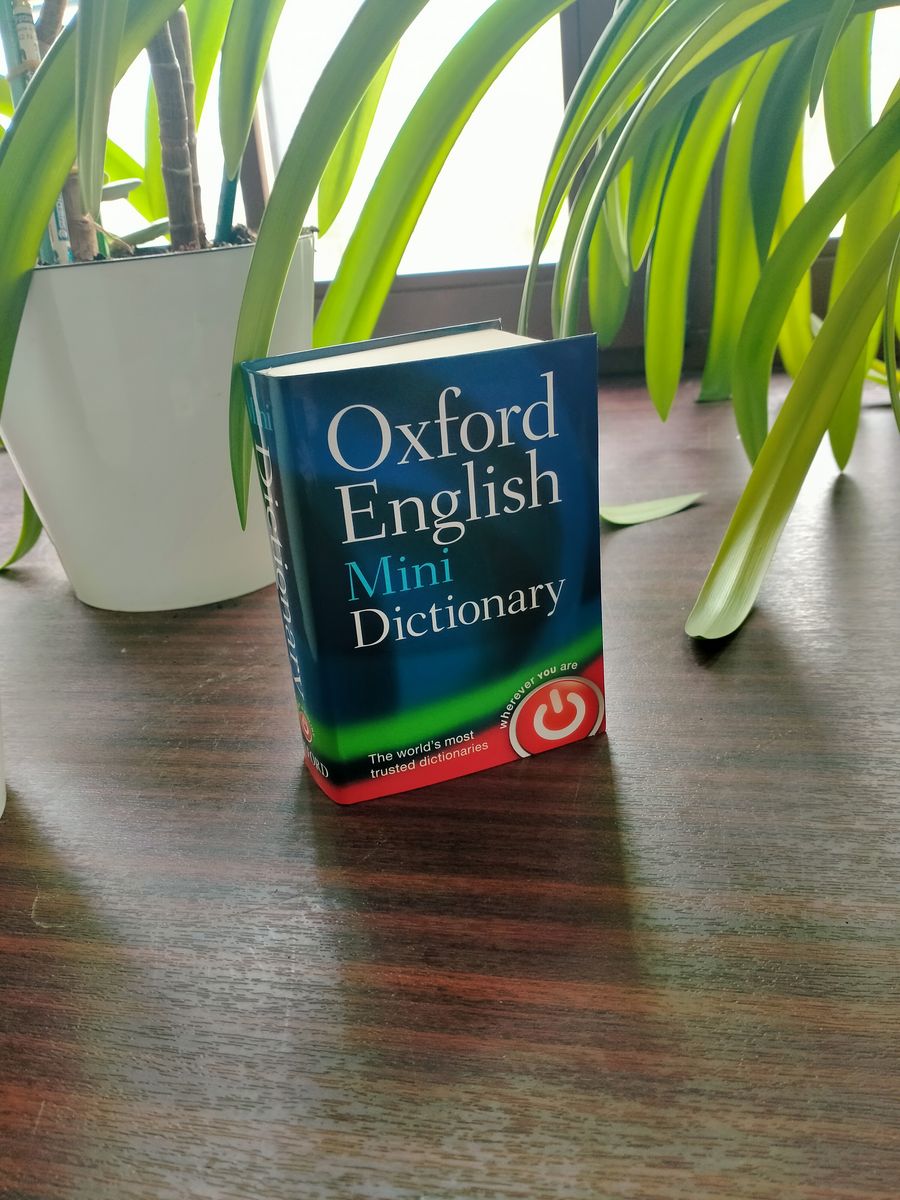 Oxford
English
Mini
Dictionary
wherever you are
The world's most
trusted dictionaries
Dictionary